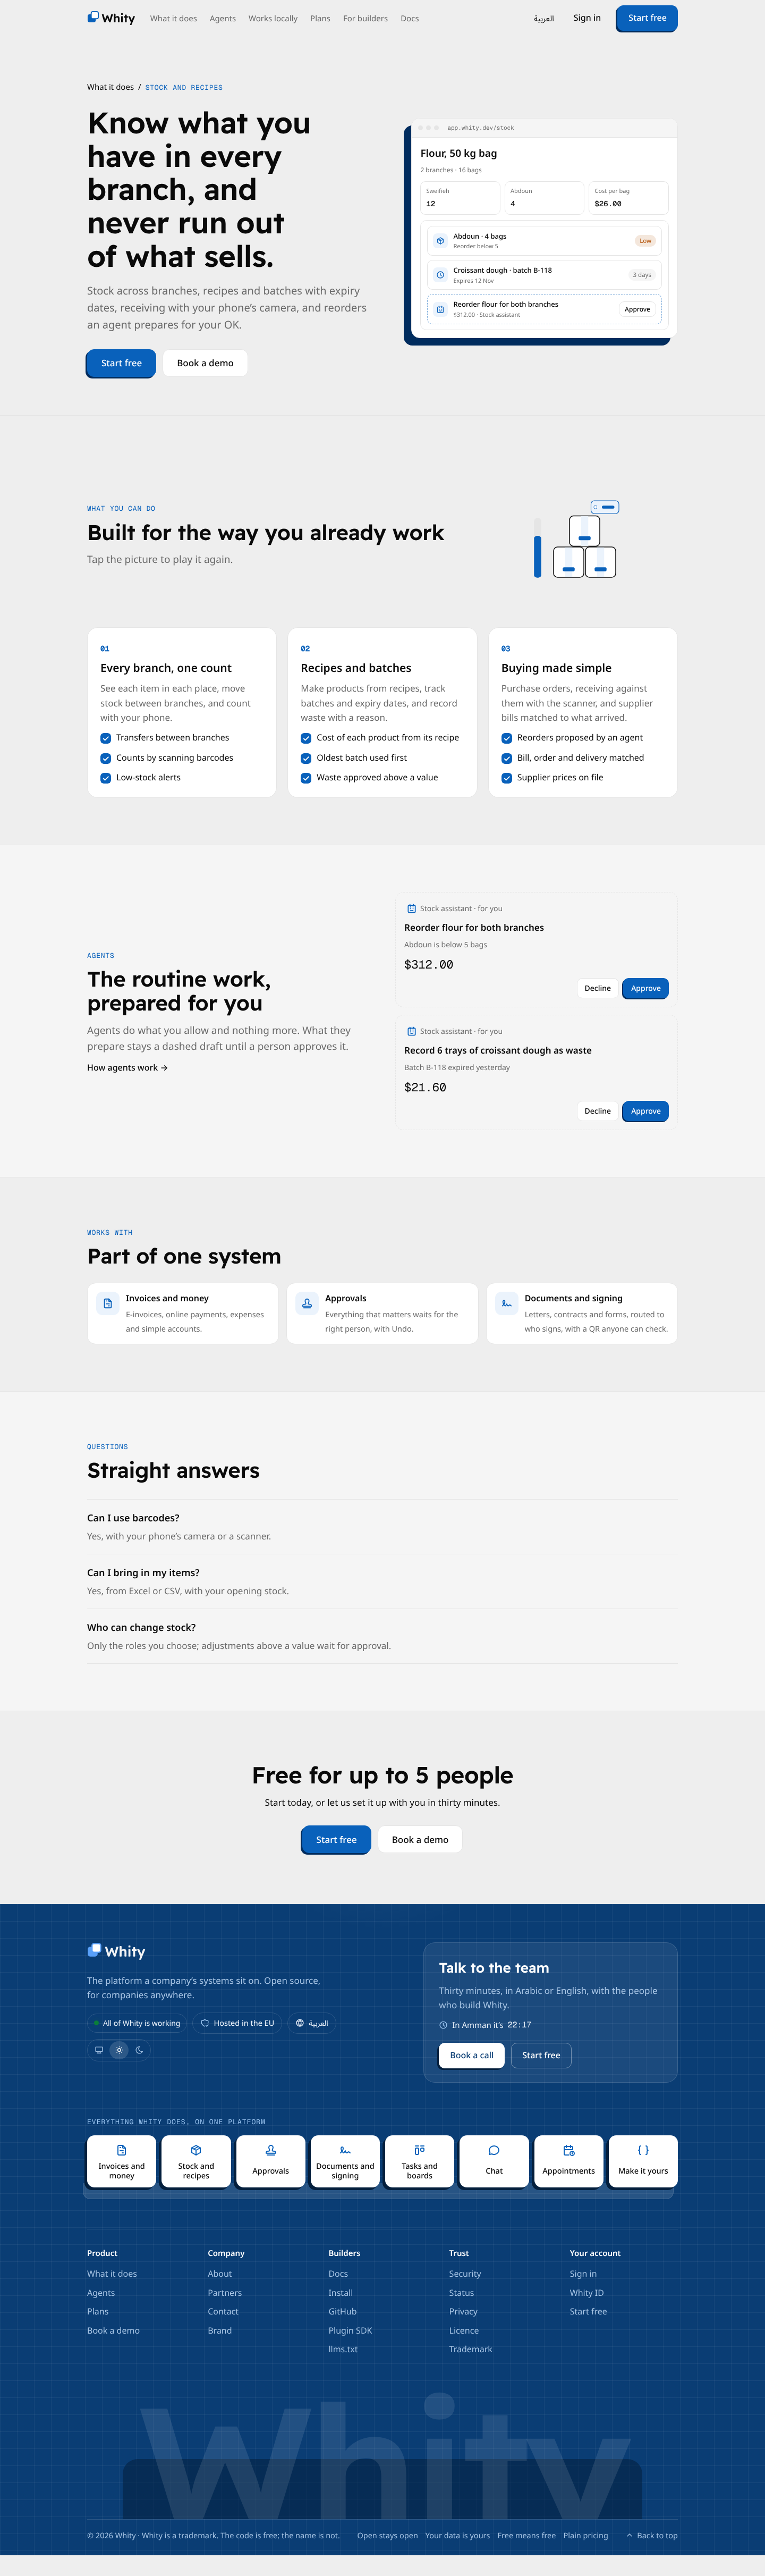 Whity
What it does
Agents
Works locally
Plans
For builders
Docs
العربية
Sign in
Start free
What it does / STOCK AND RECIPES
Know what you
have in every
branch, and
never run out
of what sells.
Stock across branches, recipes and batches with expiry
dates, receiving with your phone's camera, and reorders
an agent prepares for your OK.
Start free
Book a demo
app.whity.dev/stock
Flour, 50 kg bag
2 branches · 16 bags
Sweifieh
12
Abdoun
4
Cost per bag
$26.00
Abdoun · 4 bags
Reorder below 5
Low
Croissant dough · batch B-118
Expires 12 Nov
3 days
Reorder flour for both branches
$312.00 · Stock assistant
Approve
WHAT YOU CAN DO
Built for the way you already work
Tap the picture to play it again.
01
Every branch, one count
See each item in each place, move
stock between branches, and count
with your phone.
Transfers between branches
Counts by scanning barcodes
Low-stock alerts
02
Recipes and batches
Make products from recipes, track
batches and expiry dates, and record
waste with a reason.
Cost of each product from its recipe
Oldest batch used first
Waste approved above a value
03
Buying made simple
Purchase orders, receiving against
them with the scanner, and supplier
bills matched to what arrived.
Reorders proposed by an agent
Bill, order and delivery matched
Supplier prices on file
AGENTS
The routine work,
prepared for you
Agents do what you allow and nothing more. What they
prepare stays a dashed draft until a person approves it.
How agents work →
Stock assistant · for you
Reorder flour for both branches
Abdoun is below 5 bags
$312.00
Decline
Approve
Stock assistant · for you
Record 6 trays of croissant dough as waste
Batch B-118 expired yesterday
$21.60
Decline
Approve
WORKS WITH
Part of one system
Invoices and money
E-invoices, online payments, expenses
and simple accounts.
Approvals
Everything that matters waits for the
right person, with Undo.
Documents and signing
Letters, contracts and forms, routed to
who signs, with a QR anyone can check.
QUESTIONS
Straight answers
Can I use barcodes?
Yes, with your phone's camera or a scanner.
Can I bring in my items?
Yes, from Excel or CSV, with your opening stock.
Who can change stock?
Only the roles you choose; adjustments above a value wait for approval.
Free for up to 5 people
Start today, or let us set it up with you in thirty minutes.
Start free
Book a demo
Whity
The platform a company's systems sit on. Open source,
for companies anywhere.
All of Whity is working
Hosted in the EU
العربية
Talk to the team
Thirty minutes, in Arabic or English, with the people
who build Whity.
In Amman it's 22:17
Book a call
Start free
EVERYTHING WHITY DOES, ON ONE PLATFORM
Invoices and
money
Stock and
recipes
Approvals
Documents and
signing
Tasks and
boards
Chat
Appointments
Make it yours
Product
What it does
Agents
Plans
Book a demo
Company
About
Partners
Contact
Brand
Builders
Docs
Install
GitHub
Plugin SDK
llms.txt
Trust
Security
Status
Privacy
Licence
Trademark
Your account
Sign in
Whity ID
Start free
Whity
© 2026 Whity · Whity is a trademark. The code is free; the name is not.
Open stays open
Your data is yours
Free means free
Plain pricing
Back to top